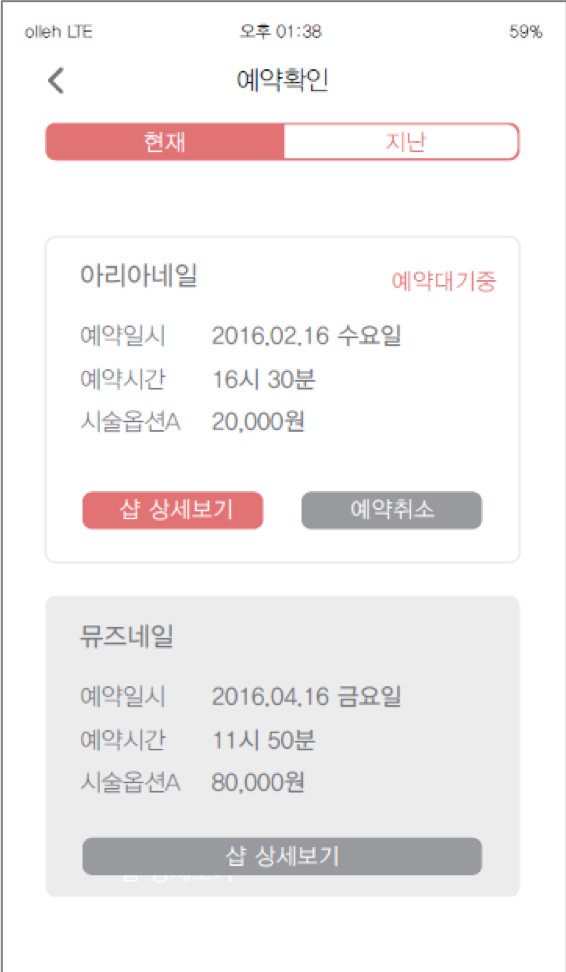 olleh LTE 오후 01:38 59%
예약확인
현재 지난
아리아네일 예약대기중
예약일시 2016.02.16 수요일
예약시간 16시 30분
시술옵션A 20,000원
샵 상세보기 예약취소
뮤즈네일
예약일시 2016.04.16 금요일
예약시간 11시 50분
시술옵션A 80,000원
샵 상세보기